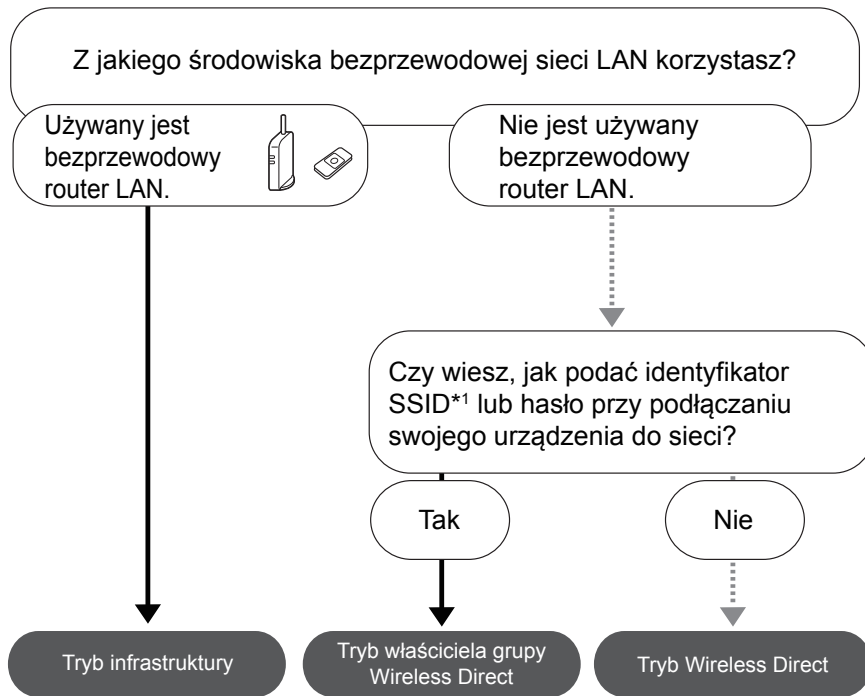 Z jakiego środowiska bezprzewodowej sieci LAN korzystasz?
Używany jest
bezprzewodowy
router LAN.
Nie jest używany
bezprzewodowy
router LAN.
Czy wiesz, jak podać identyfikator
SSID*¹ lub hasło przy podłączaniu
swojego urządzenia do sieci?
Tak
Nie
Tryb infrastruktury
Tryb właściciela grupy
Wireless Direct
Tryb Wireless Direct